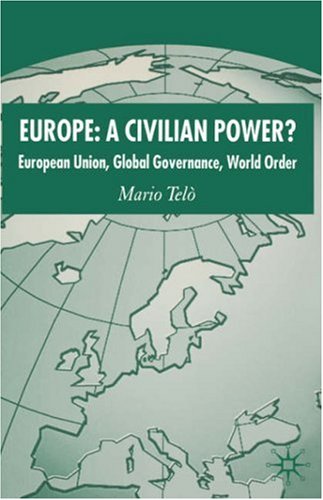 EUROPE: A CIVILIAN POWER?
European Union, Global Governance, World Order
Mario Telò